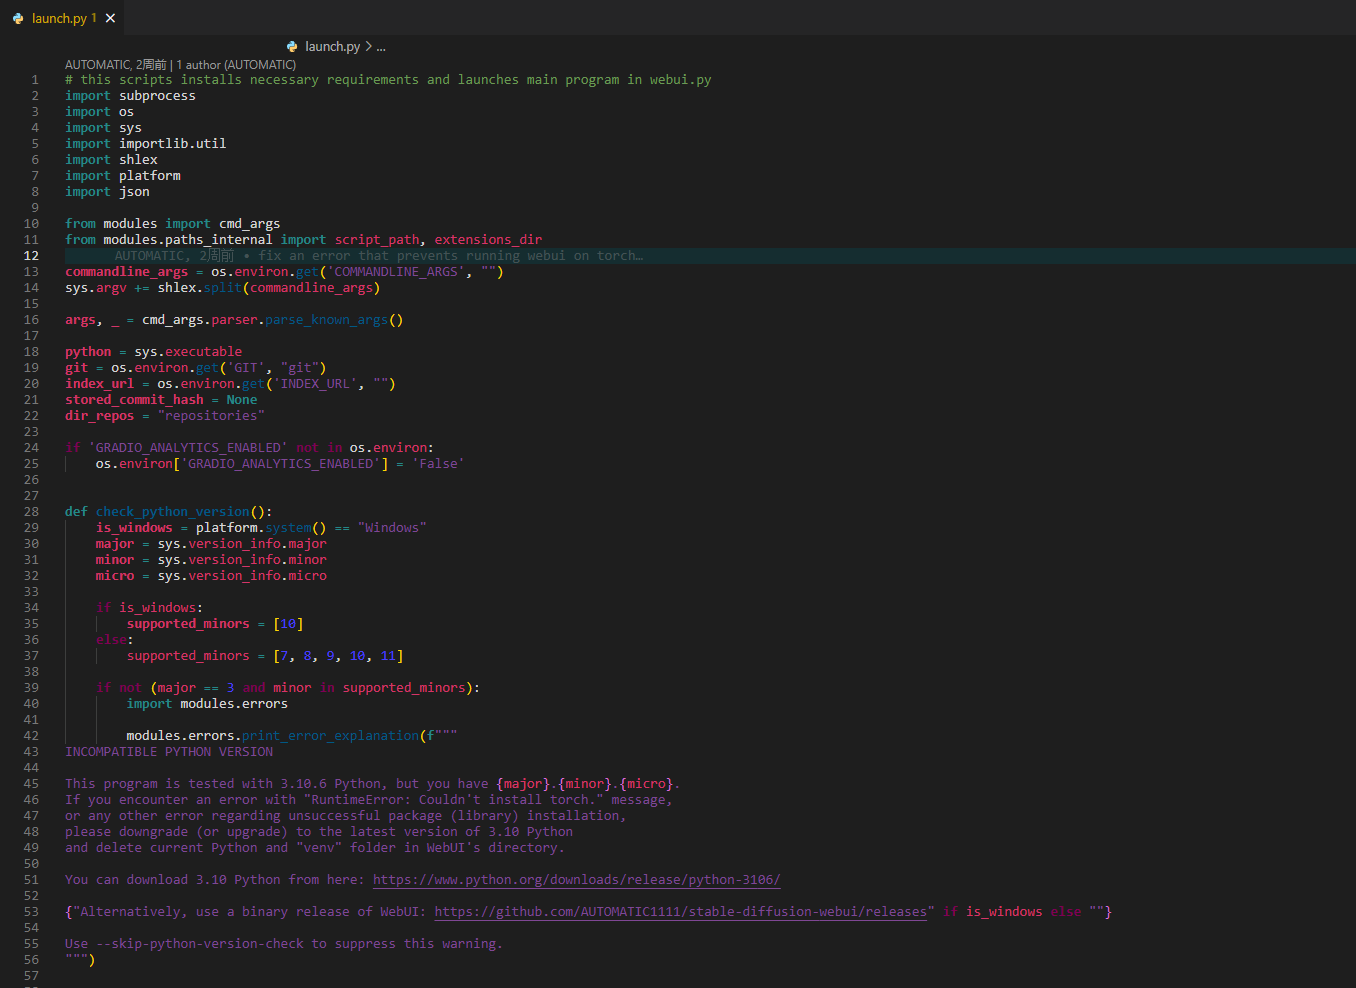 launch.py 1 ×
launch.py > ...
AUTOMATIC, 2周前 | 1 author (AUTOMATIC)
1 # this scripts installs necessary requirements and launches main program in webui.py
2 import subprocess
3 import os
4 import sys
5 import importlib.util
6 import shlex
7 import platform
8 import json
9
10 from modules import cmd_args
11 from modules.paths_internal import script_path, extensions_dir
12 AUTOMATIC, 2周前 • fix an error that prevents running webui on torch…
13 commandline_args = os.environ.get('COMMANDLINE_ARGS', "")
14 sys.argv += shlex.split(commandline_args)
15
16 args, _ = cmd_args.parser.parse_known_args()
17
18 python = sys.executable
19 git = os.environ.get('GIT', "git")
20 index_url = os.environ.get('INDEX_URL', "")
21 stored_commit_hash = None
22 dir_repos = "repositories"
23
24 if 'GRADIO_ANALYTICS_ENABLED' not in os.environ:
25     os.environ['GRADIO_ANALYTICS_ENABLED'] = 'False'
26
27
28 def check_python_version():
29     is_windows = platform.system() == "Windows"
30     major = sys.version_info.major
31     minor = sys.version_info.minor
32     micro = sys.version_info.micro
33
34     if is_windows:
35         supported_minors = [10]
36     else:
37         supported_minors = [7, 8, 9, 10, 11]
38
39     if not (major == 3 and minor in supported_minors):
40         import modules.errors
41
42         modules.errors.print_error_explanation(f"""
43 INCOMPATIBLE PYTHON VERSION
44
45 This program is tested with 3.10.6 Python, but you have {major}.{minor}.{micro}.
46 If you encounter an error with "RuntimeError: Couldn't install torch." message,
47 or any other error regarding unsuccessful package (library) installation,
48 please downgrade (or upgrade) to the latest version of 3.10 Python
49 and delete current Python and "venv" folder in WebUI's directory.
50
51 You can download 3.10 Python from here: https://www.python.org/downloads/release/python-3106/
52
53 {"Alternatively, use a binary release of WebUI: https://github.com/AUTOMATIC1111/stable-diffusion-webui/releases" if is_windows else ""}
54
55 Use --skip-python-version-check to suppress this warning.
56 """)
57